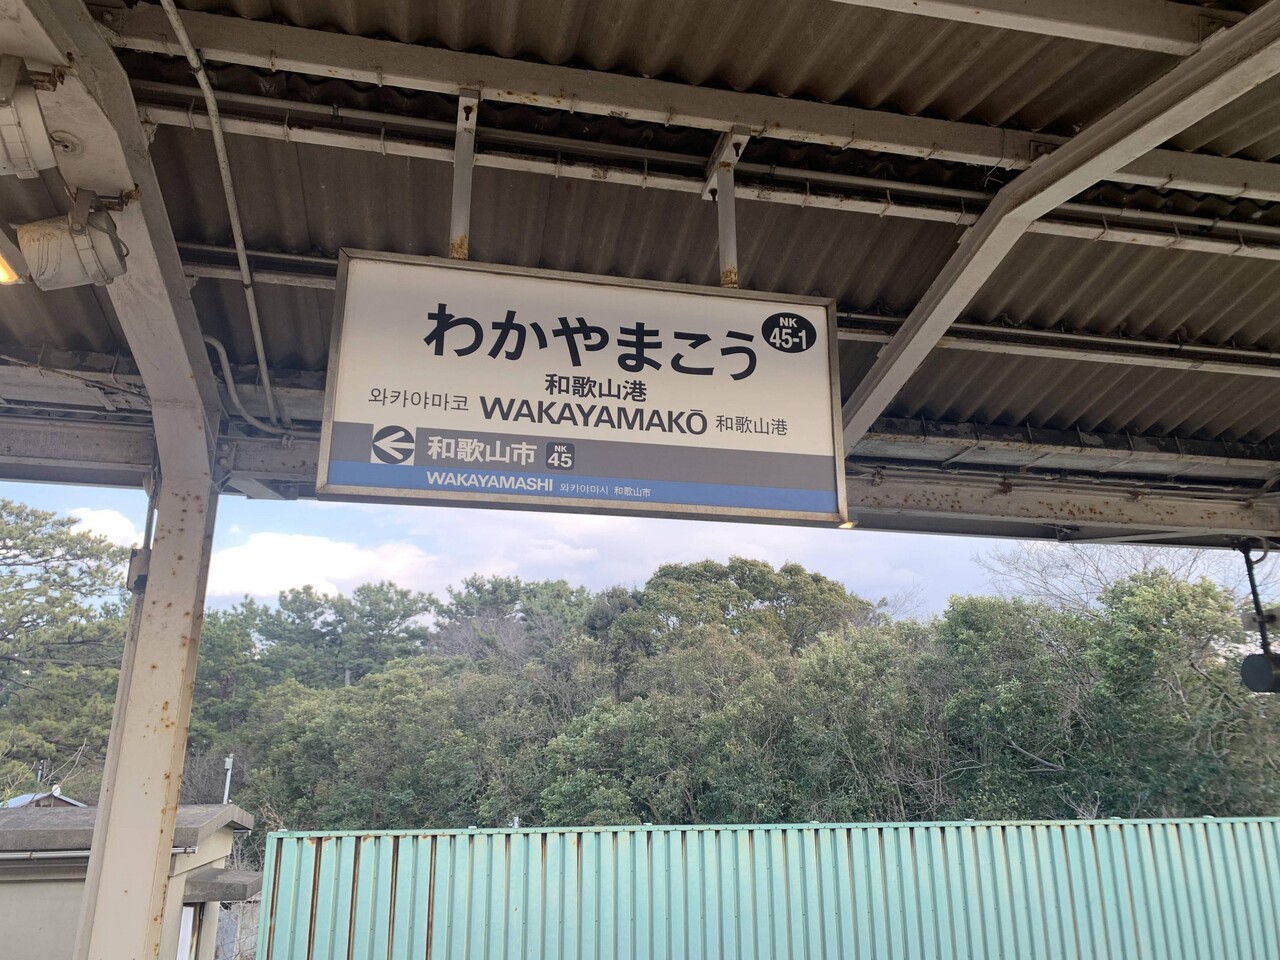 わかやまこう
NK
45-1
和歌山港
와카야마코 WAKAYAMAKŌ 和歌山港
和歌山市 NK 45
WAKAYAMASHI 와카야마시 和歌山市